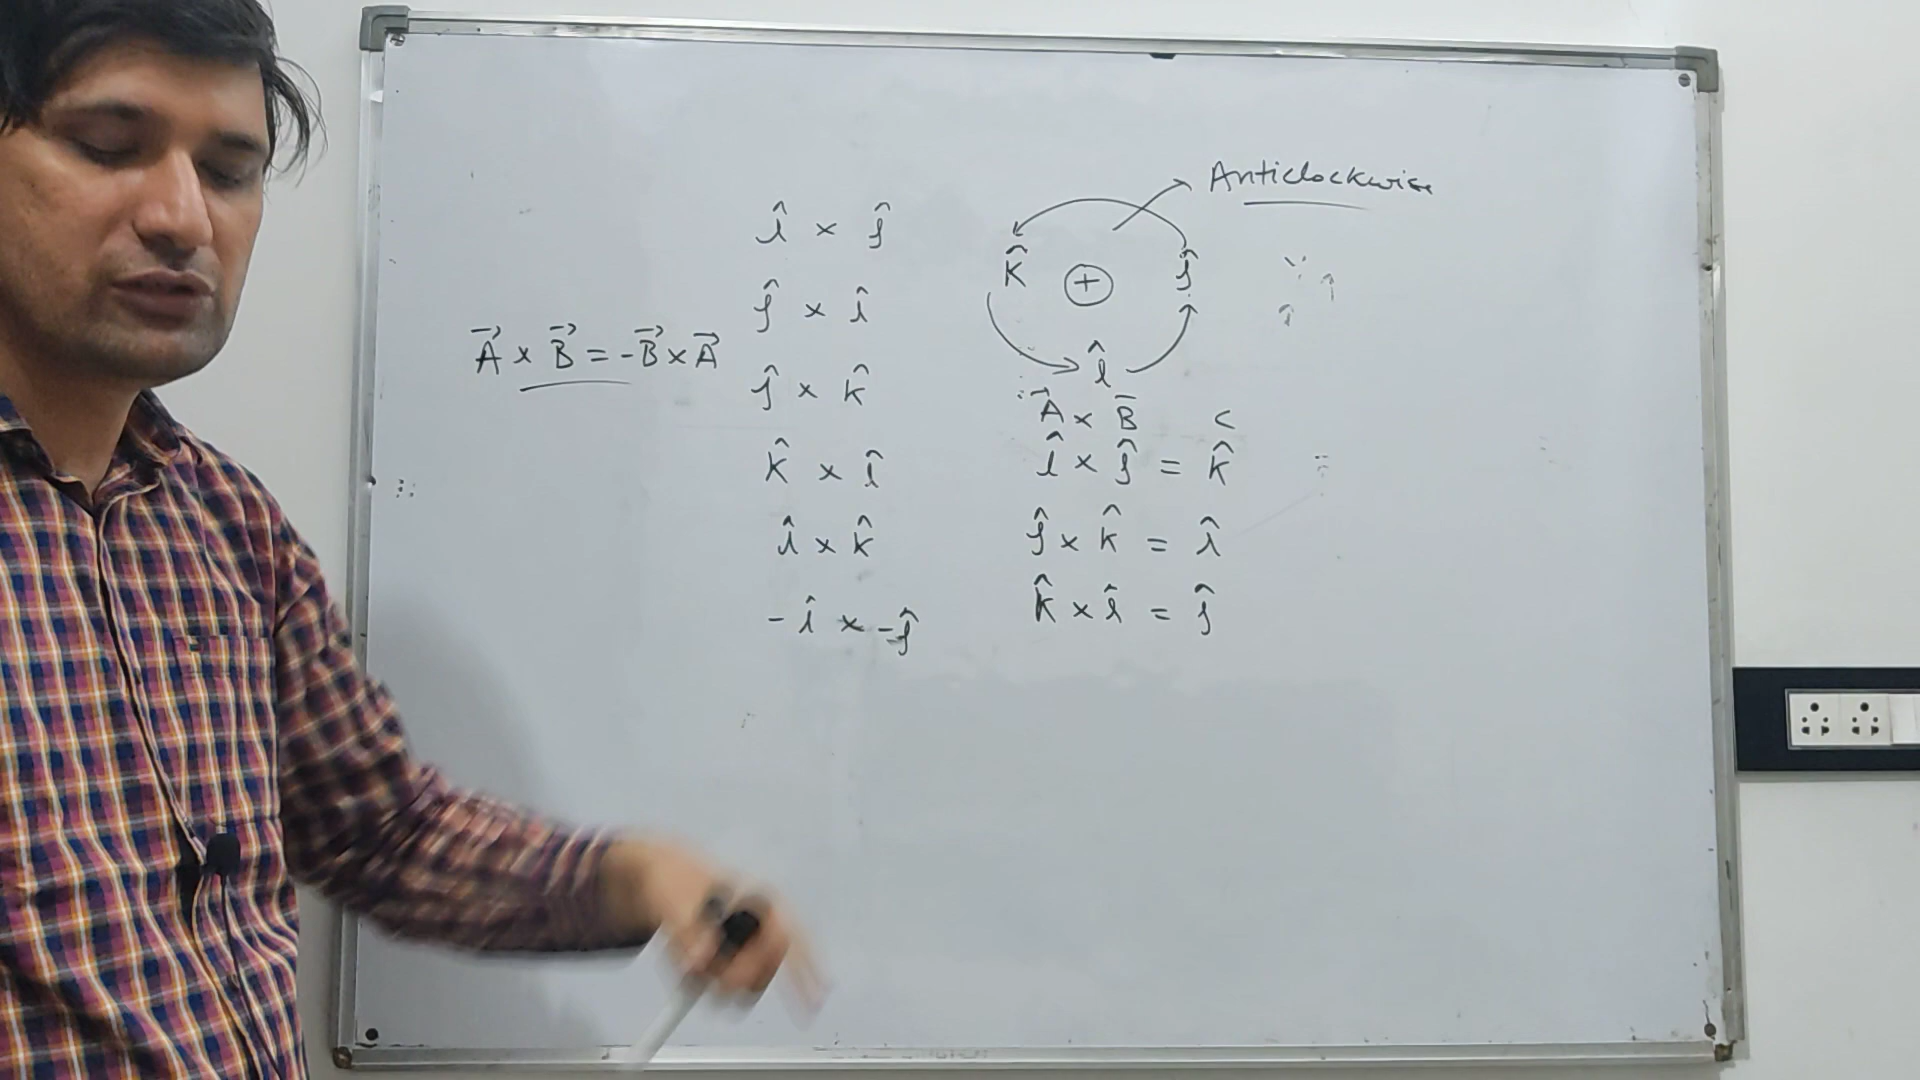 Anticlockwise
î × ĵ
k̂ + ĵ
ĵ × î
î
A⃗ × B⃗ = -B⃗ × A⃗
ĵ × k̂
k̂ × î
î × k̂
-î × -ĵ
A⃗ × B̅ C
î × ĵ = k̂
ĵ × k̂ = î
k̂ × î = ĵ